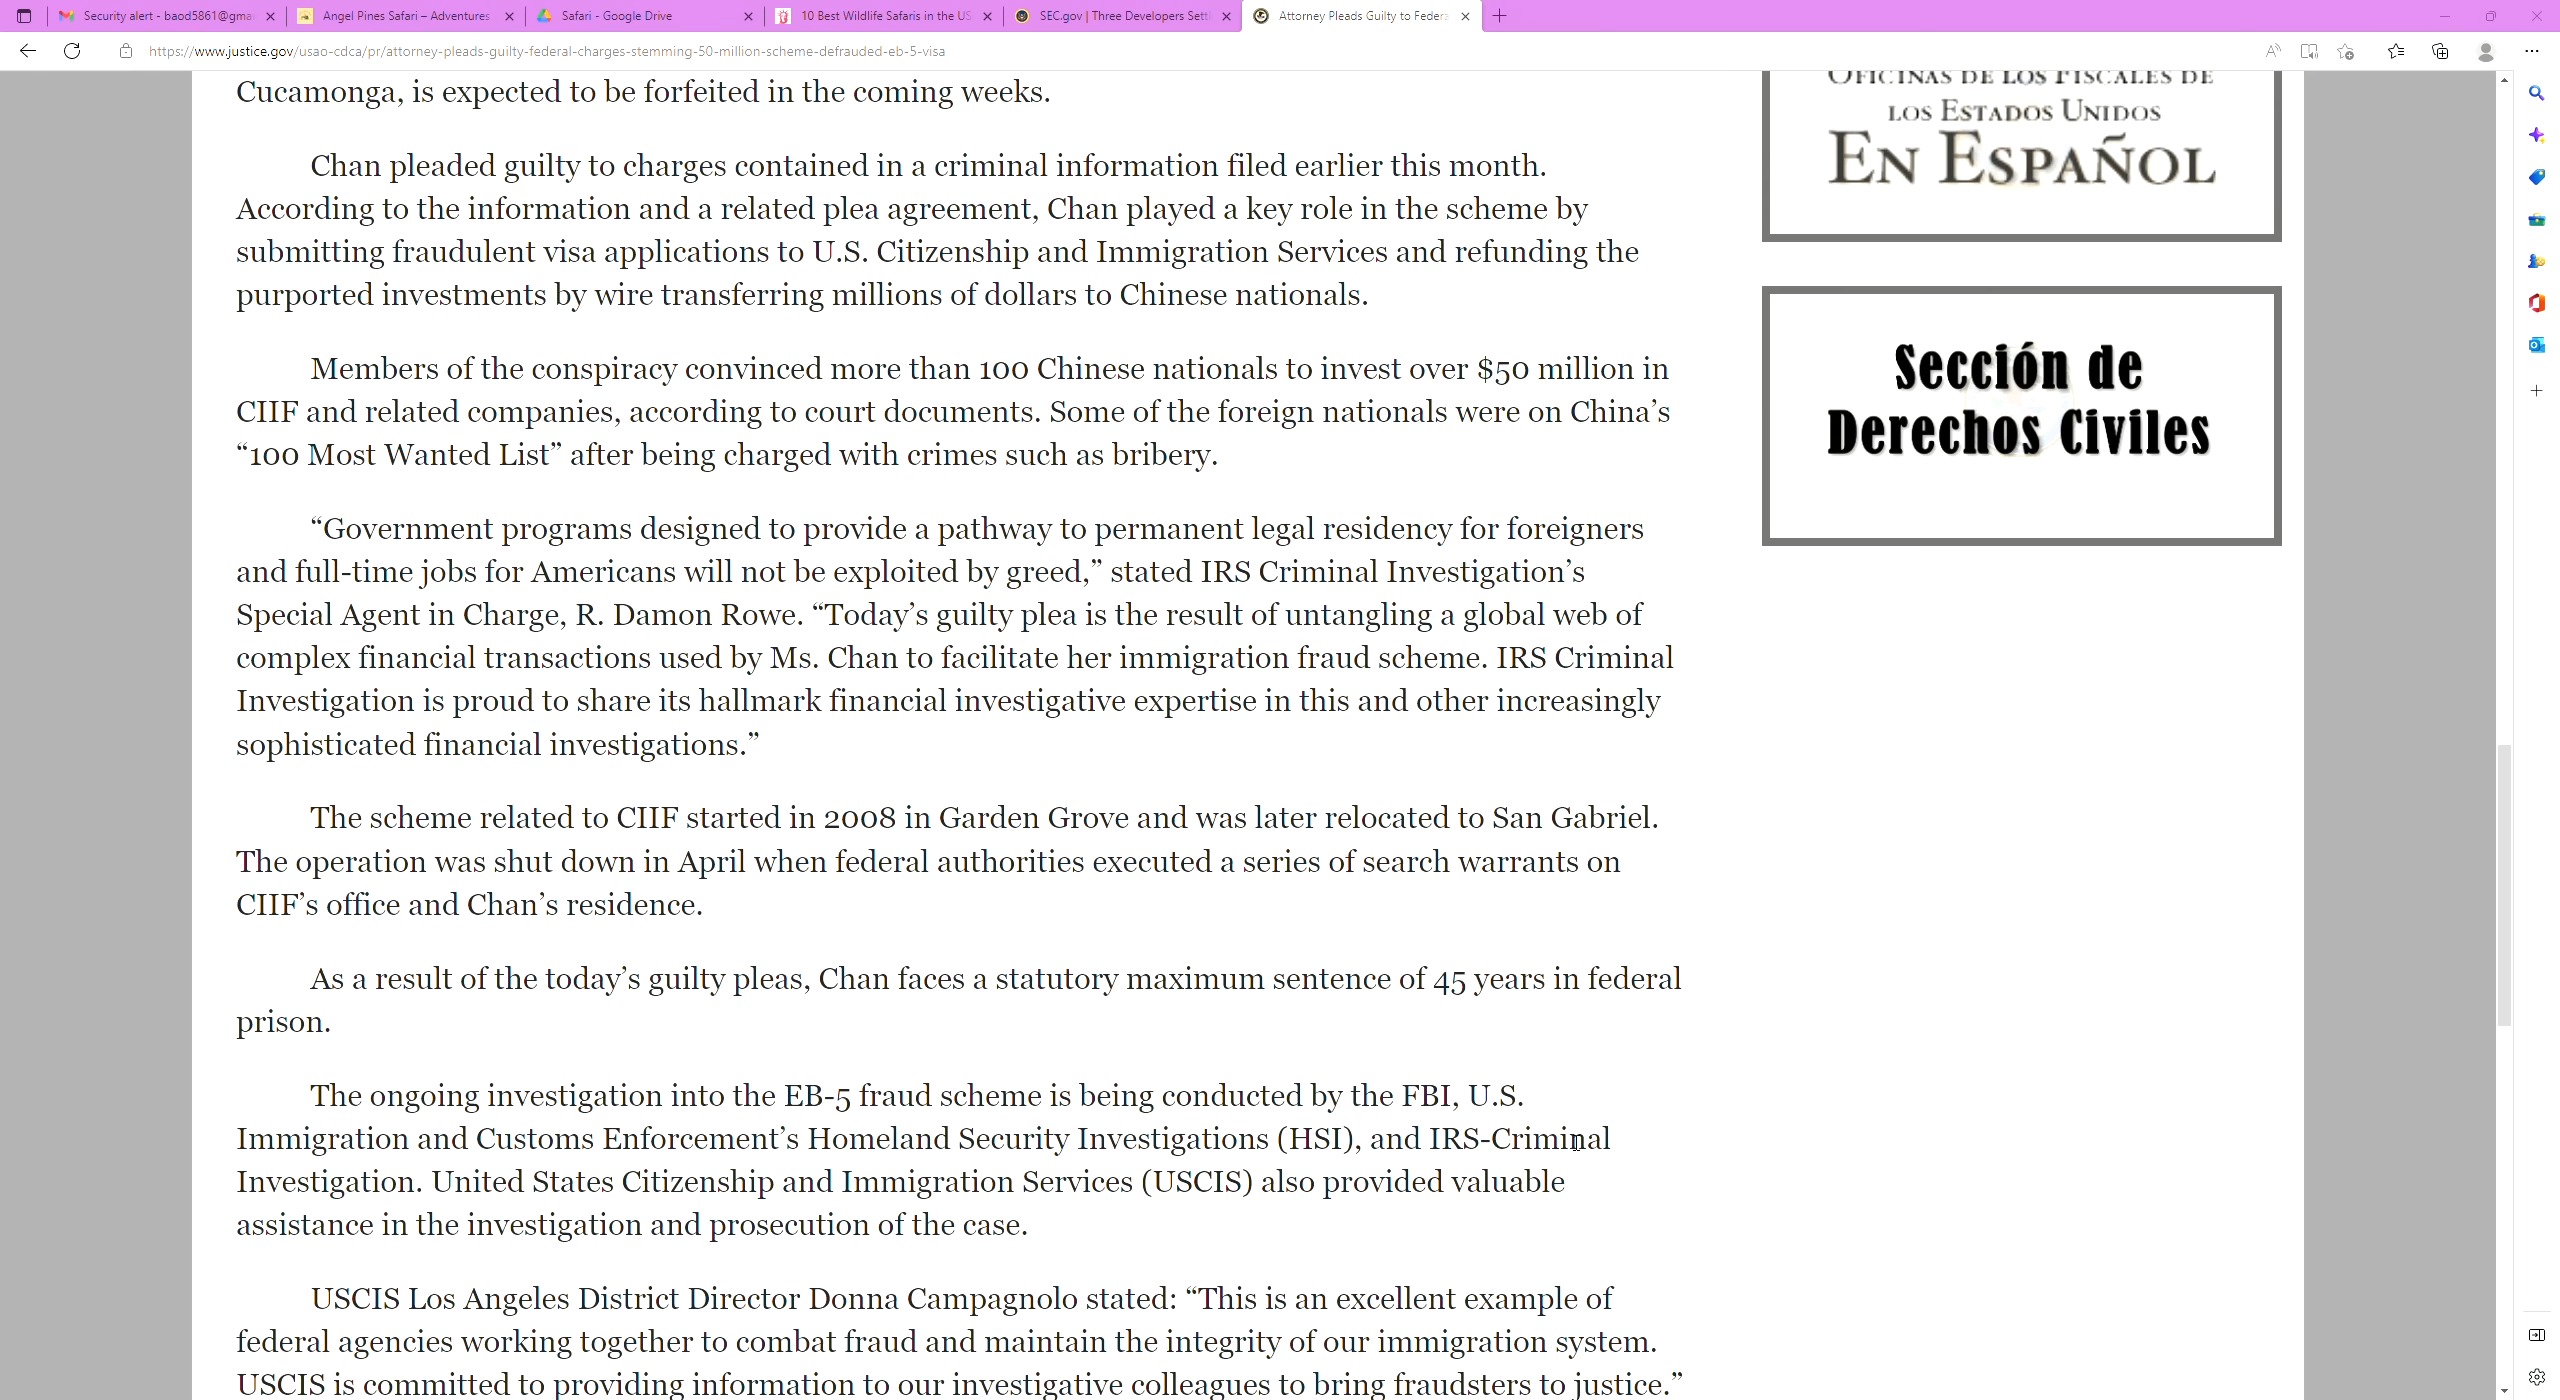 Security alert - baod5861@gmai
Angel Pines Safari – Adventures
Safari - Google Drive
10 Best Wildlife Safaris in the US
SEC.gov | Three Developers Settl
Attorney Pleads Guilty to Federa
https://www.justice.gov/usao-cdca/pr/attorney-pleads-guilty-federal-charges-stemming-50-million-scheme-defrauded-eb-5-visa
Cucamonga, is expected to be forfeited in the coming weeks.
Chan pleaded guilty to charges contained in a criminal information filed earlier this month.
According to the information and a related plea agreement, Chan played a key role in the scheme by
submitting fraudulent visa applications to U.S. Citizenship and Immigration Services and refunding the
purported investments by wire transferring millions of dollars to Chinese nationals.
Members of the conspiracy convinced more than 100 Chinese nationals to invest over $50 million in
CIIF and related companies, according to court documents. Some of the foreign nationals were on China’s
“100 Most Wanted List” after being charged with crimes such as bribery.
“Government programs designed to provide a pathway to permanent legal residency for foreigners
and full-time jobs for Americans will not be exploited by greed,” stated IRS Criminal Investigation’s
Special Agent in Charge, R. Damon Rowe. “Today’s guilty plea is the result of untangling a global web of
complex financial transactions used by Ms. Chan to facilitate her immigration fraud scheme. IRS Criminal
Investigation is proud to share its hallmark financial investigative expertise in this and other increasingly
sophisticated financial investigations.”
The scheme related to CIIF started in 2008 in Garden Grove and was later relocated to San Gabriel.
The operation was shut down in April when federal authorities executed a series of search warrants on
CIIF’s office and Chan’s residence.
As a result of the today’s guilty pleas, Chan faces a statutory maximum sentence of 45 years in federal
prison.
The ongoing investigation into the EB-5 fraud scheme is being conducted by the FBI, U.S.
Immigration and Customs Enforcement’s Homeland Security Investigations (HSI), and IRS-Criminal
Investigation. United States Citizenship and Immigration Services (USCIS) also provided valuable
assistance in the investigation and prosecution of the case.
USCIS Los Angeles District Director Donna Campagnolo stated: “This is an excellent example of
federal agencies working together to combat fraud and maintain the integrity of our immigration system.
USCIS is committed to providing information to our investigative colleagues to bring fraudsters to justice.”
OFICINAS DE LOS FISCALES DE
LOS ESTADOS UNIDOS
EN ESPAÑOL
Sección de
Derechos Civiles